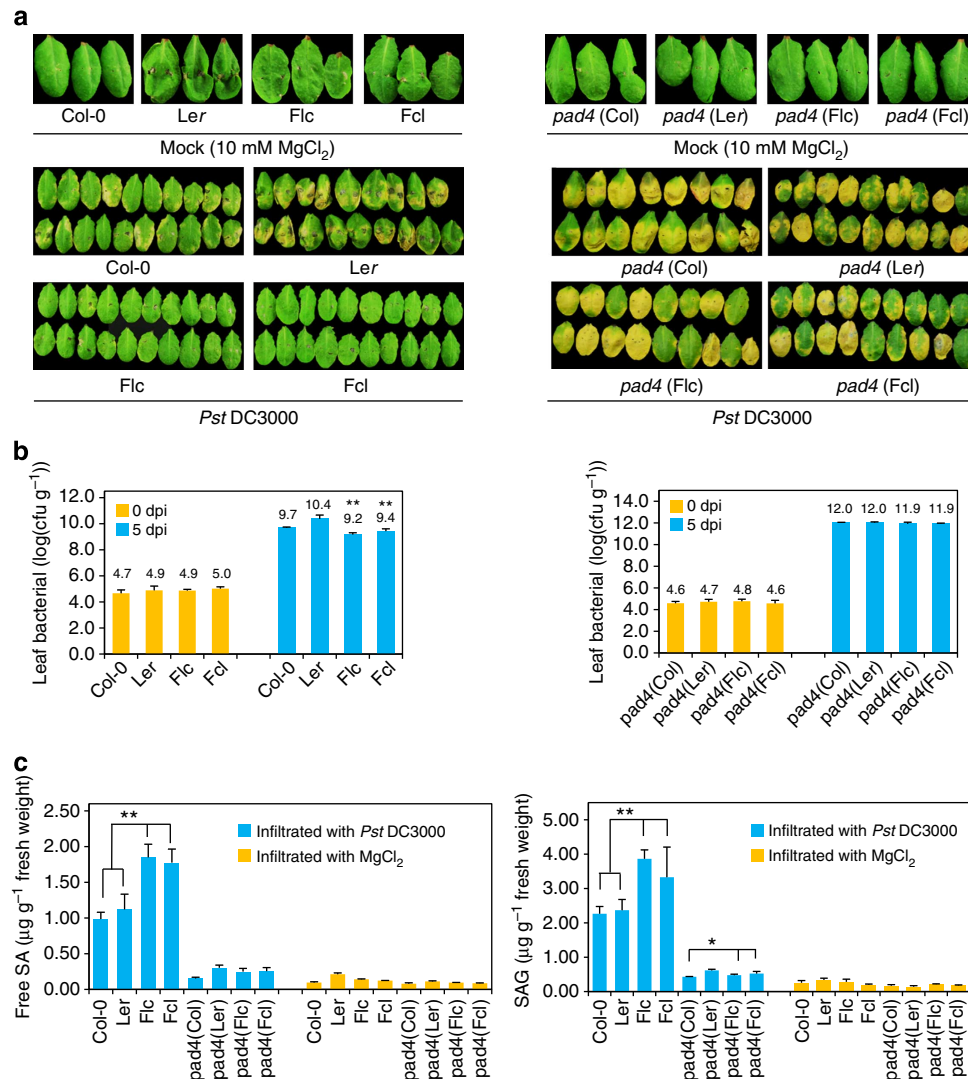 a
Col-0 Ler Flc Fcl
Mock (10 mM MgCl2)
Col-0 Ler
Flc Fcl
Pst DC3000
pad4 (Col) pad4 (Ler) pad4 (Flc) pad4 (Fcl)
Mock (10 mM MgCl2)
pad4 (Col) pad4 (Ler)
pad4 (Flc) pad4 (Fcl)
Pst DC3000
b
Leaf bacterial (log(cfu g−1))
12.0
10.0
8.0
6.0
4.0
2.0
0.0
0 dpi
5 dpi
4.7 4.9 4.9 5.0
9.7 10.4 ** 9.2 ** 9.4
Col-0 Ler Flc Fcl Col-0 Ler Flc Fcl
Leaf bacterial (log(cfu g−1))
14.0
12.0
10.0
8.0
6.0
4.0
2.0
0.0
0 dpi
5 dpi
4.6 4.7 4.8 4.6
12.0 12.0 11.9 11.9
pad4(Col) pad4(Ler) pad4(Flc) pad4(Fcl) pad4(Col) pad4(Ler) pad4(Flc) pad4(Fcl)
c
Free SA (µg g−1 fresh weight)
2.50
2.00
1.50
1.00
0.50
0.00
**
Infiltrated with Pst DC3000
Infiltrated with MgCl2
Col-0 Ler Flc Fcl pad4(Col) pad4(Ler) pad4(Flc) pad4(Fcl) Col-0 Ler Flc Fcl pad4(Col) pad4(Ler) pad4(Flc) pad4(Fcl)
SAG (µg g−1 fresh weight)
5.00
4.00
3.00
2.00
1.00
0.00
**
*
Infiltrated with Pst DC3000
Infiltrated with MgCl2
Col-0 Ler Flc Fcl pad4(Col) pad4(Ler) pad4(Flc) pad4(Fcl) Col-0 Ler Flc Fcl pad4(Col) pad4(Ler) pad4(Flc) pad4(Fcl)